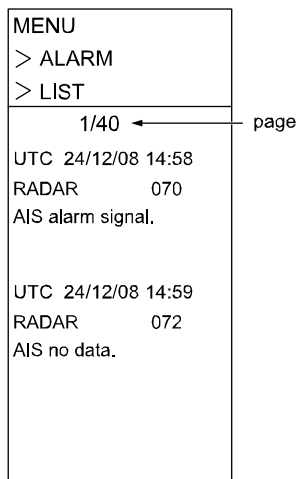 MENU
> ALARM
> LIST
1/40
page
UTC 24/12/08 14:58
RADAR 070
AIS alarm signal.
UTC 24/12/08 14:59
RADAR 072
AIS no data.